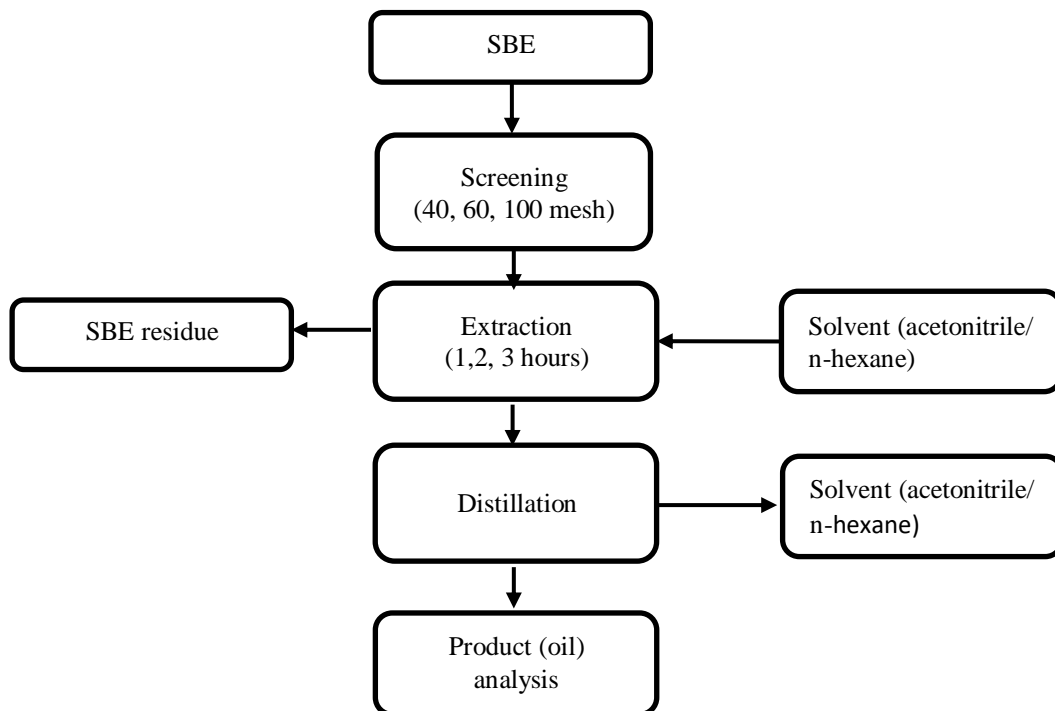 SBE
Screening
(40, 60, 100 mesh)
SBE residue
Extraction
(1,2, 3 hours)
Solvent (acetonitrile/
n-hexane)
Distillation
Solvent (acetonitrile/
n-hexane)
Product (oil)
analysis